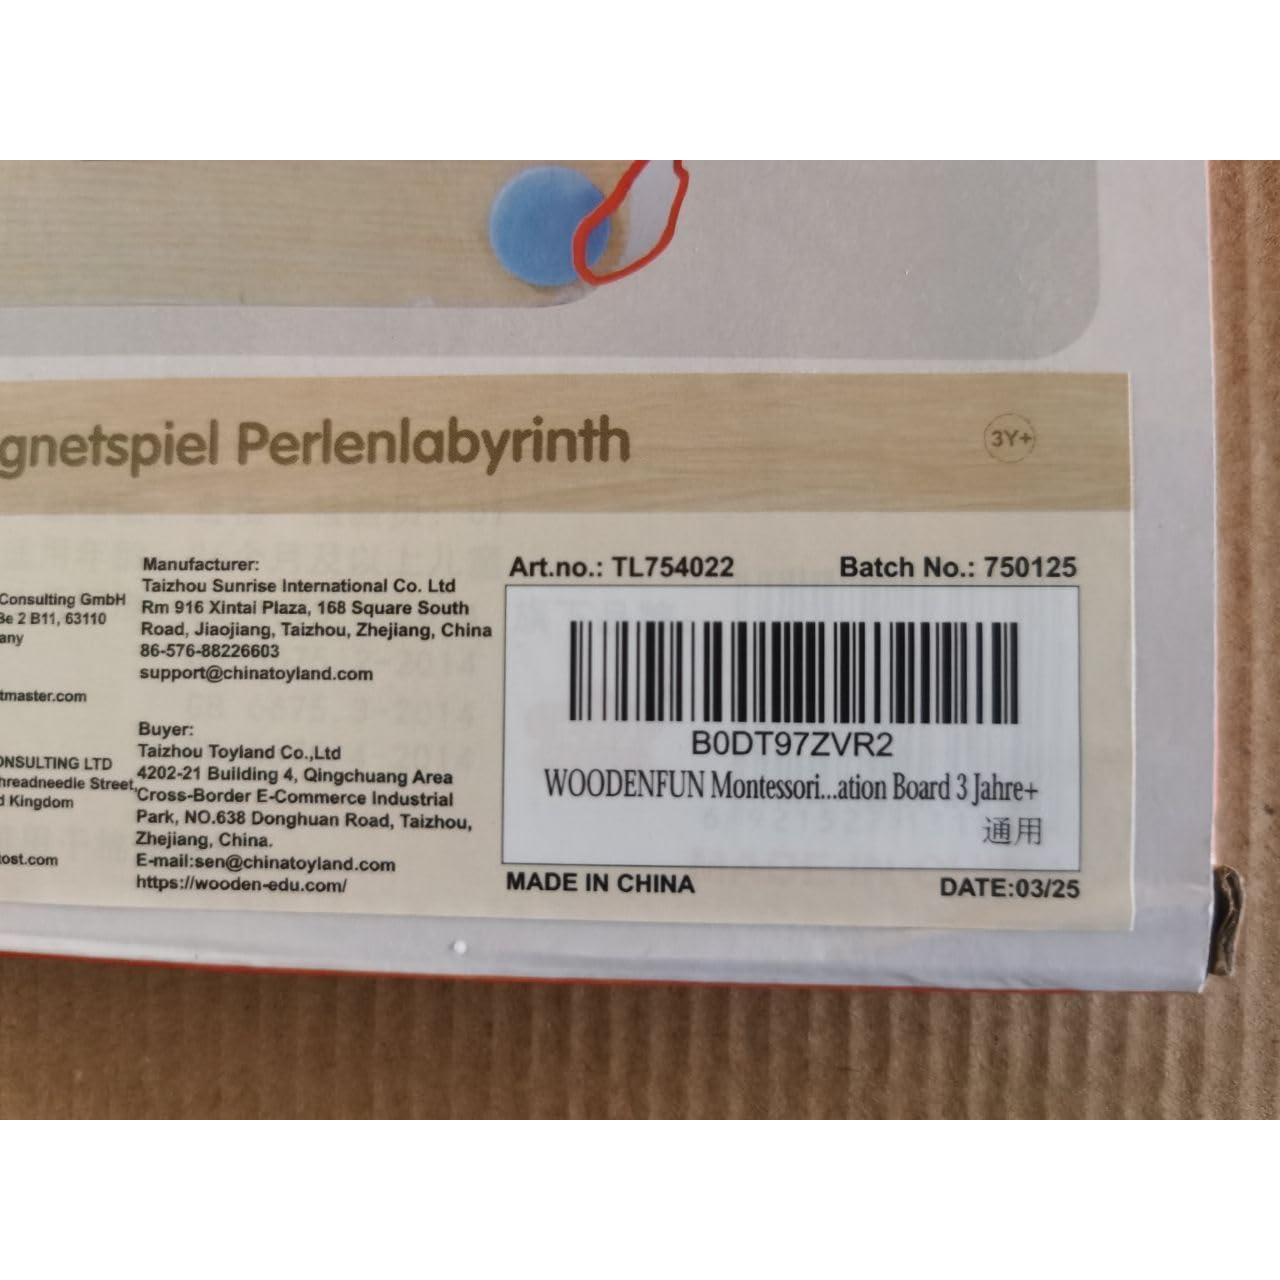 gnetspiel Perlenlabyrinth
3Y+
Consulting GmbH
Be 2 B11, 63110
any
tmaster.com
ONSULTING LTD
hreadneedle Street,
d Kingdom
tost.com
Manufacturer:
Taizhou Sunrise International Co. Ltd
Rm 916 Xintai Plaza, 168 Square South
Road, Jiaojiang, Taizhou, Zhejiang, China
86-576-88226603
support@chinatoyland.com
Buyer:
Taizhou Toyland Co.,Ltd
4202-21 Building 4, Qingchuang Area
Cross-Border E-Commerce Industrial
Park, NO.638 Donghuan Road, Taizhou,
Zhejiang, China.
E-mail:sen@chinatoyland.com
https://wooden-edu.com/
Art.no.: TL754022 Batch No.: 750125
B0DT97ZVR2
WOODENFUN Montessori...ation Board 3 Jahre+
通用
MADE IN CHINA DATE:03/25